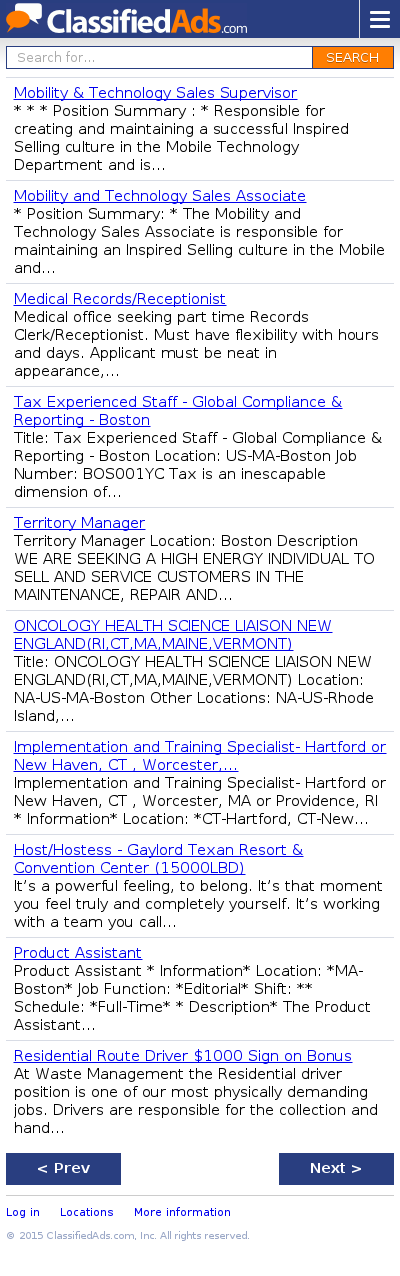 ClassifiedAds.com
Search for...
SEARCH
Mobility & Technology Sales Supervisor
* * * Position Summary : * Responsible for
creating and maintaining a successful Inspired
Selling culture in the Mobile Technology
Department and is...
Mobility and Technology Sales Associate
* Position Summary: * The Mobility and
Technology Sales Associate is responsible for
maintaining an Inspired Selling culture in the Mobile
and...
Medical Records/Receptionist
Medical office seeking part time Records
Clerk/Receptionist. Must have flexibility with hours
and days. Applicant must be neat in
appearance,...
Tax Experienced Staff - Global Compliance &
Reporting - Boston
Title: Tax Experienced Staff - Global Compliance &
Reporting - Boston Location: US-MA-Boston Job
Number: BOS001YC Tax is an inescapable
dimension of...
Territory Manager
Territory Manager Location: Boston Description
WE ARE SEEKING A HIGH ENERGY INDIVIDUAL TO
SELL AND SERVICE CUSTOMERS IN THE
MAINTENANCE, REPAIR AND...
ONCOLOGY HEALTH SCIENCE LIAISON NEW
ENGLAND(RI,CT,MA,MAINE,VERMONT)
Title: ONCOLOGY HEALTH SCIENCE LIAISON NEW
ENGLAND(RI,CT,MA,MAINE,VERMONT) Location:
NA-US-MA-Boston Other Locations: NA-US-Rhode
Island,...
Implementation and Training Specialist- Hartford or
New Haven, CT , Worcester,...
Implementation and Training Specialist- Hartford or
New Haven, CT , Worcester, MA or Providence, RI
* Information* Location: *CT-Hartford, CT-New...
Host/Hostess - Gaylord Texan Resort &
Convention Center (15000LBD)
It's a powerful feeling, to belong. It's that moment
you feel truly and completely yourself. It's working
with a team you call...
Product Assistant
Product Assistant * Information* Location: *MA-
Boston* Job Function: *Editorial* Shift: **
Schedule: *Full-Time* * Description* The Product
Assistant...
Residential Route Driver $1000 Sign on Bonus
At Waste Management the Residential driver
position is one of our most physically demanding
jobs. Drivers are responsible for the collection and
hand...
< Prev
Next >
Log in Locations More information
© 2015 ClassifiedAds.com, Inc. All rights reserved.